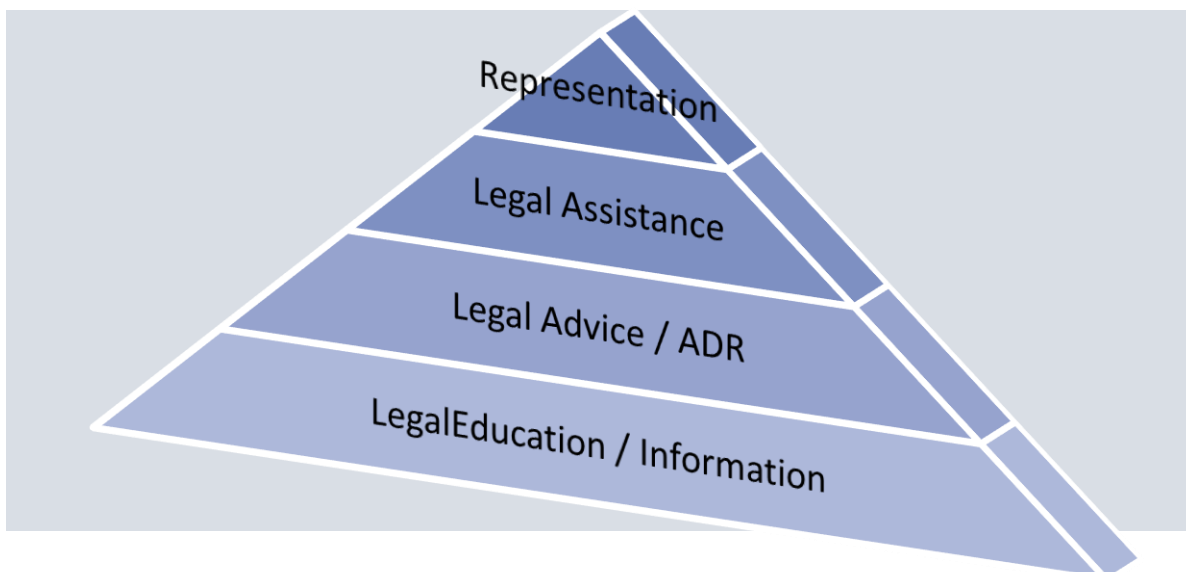 Representation
Legal Assistance
Legal Advice / ADR
LegalEducation / Information